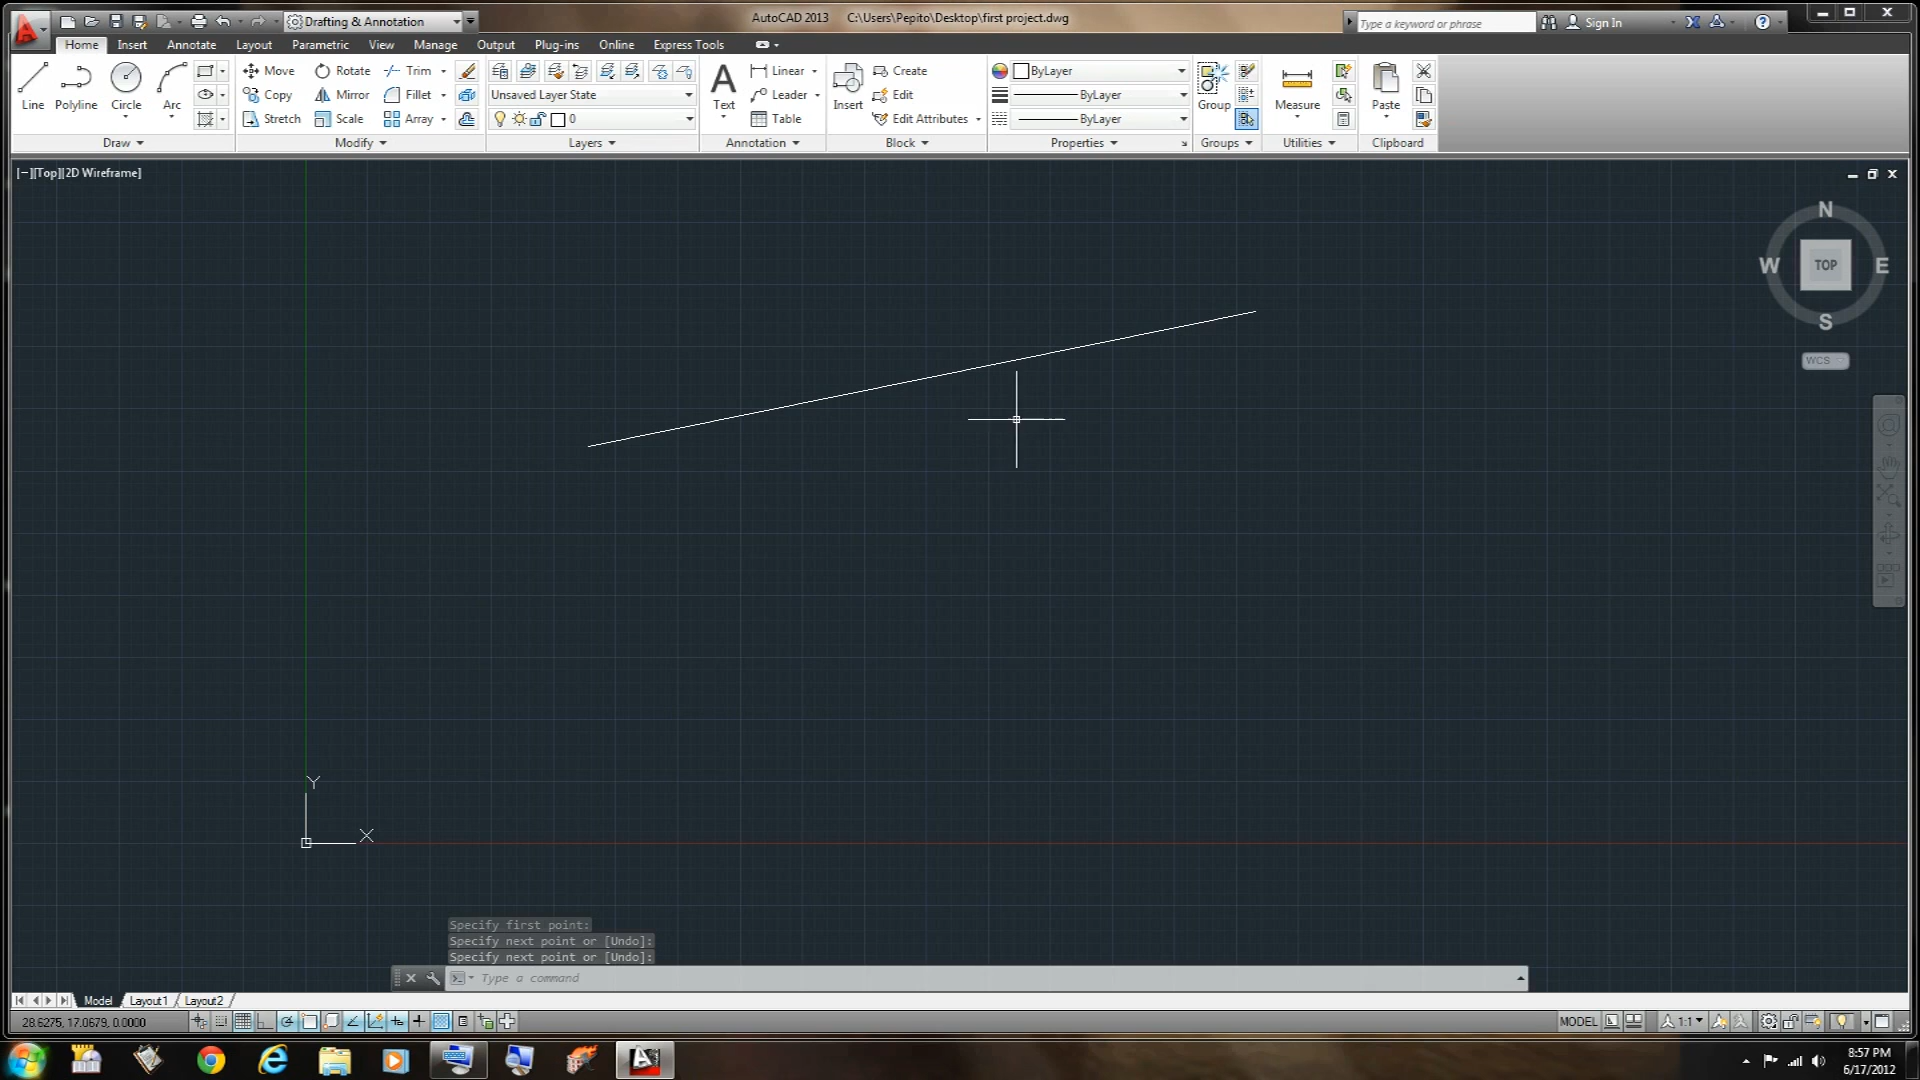 Drafting & Annotation
AutoCAD 2013 C:\Users\Pepito\Desktop\first project.dwg
Type a keyword or phrase
Sign In
Home Insert Annotate Layout Parametric View Manage Output Plug-ins Online Express Tools
Line Polyline Circle Arc
Move Rotate Trim
Copy Mirror Fillet
Stretch Scale Array
Unsaved Layer State
0
Text
Linear
Leader
Table
Insert
Create
Edit
Edit Attributes
ByLayer
ByLayer
ByLayer
Group
Measure
Paste
Draw Modify Layers Annotation Block Properties Groups Utilities Clipboard
[−][Top][2D Wireframe]
N
W TOP E
S
WCS
Y
X
Specify first point:
Specify next point or [Undo]:
Specify next point or [Undo]:
Type a command
Model Layout1 Layout2
28.6275, 17.0679, 0.0000
MODEL
1:1
8:57 PM
6/17/2012